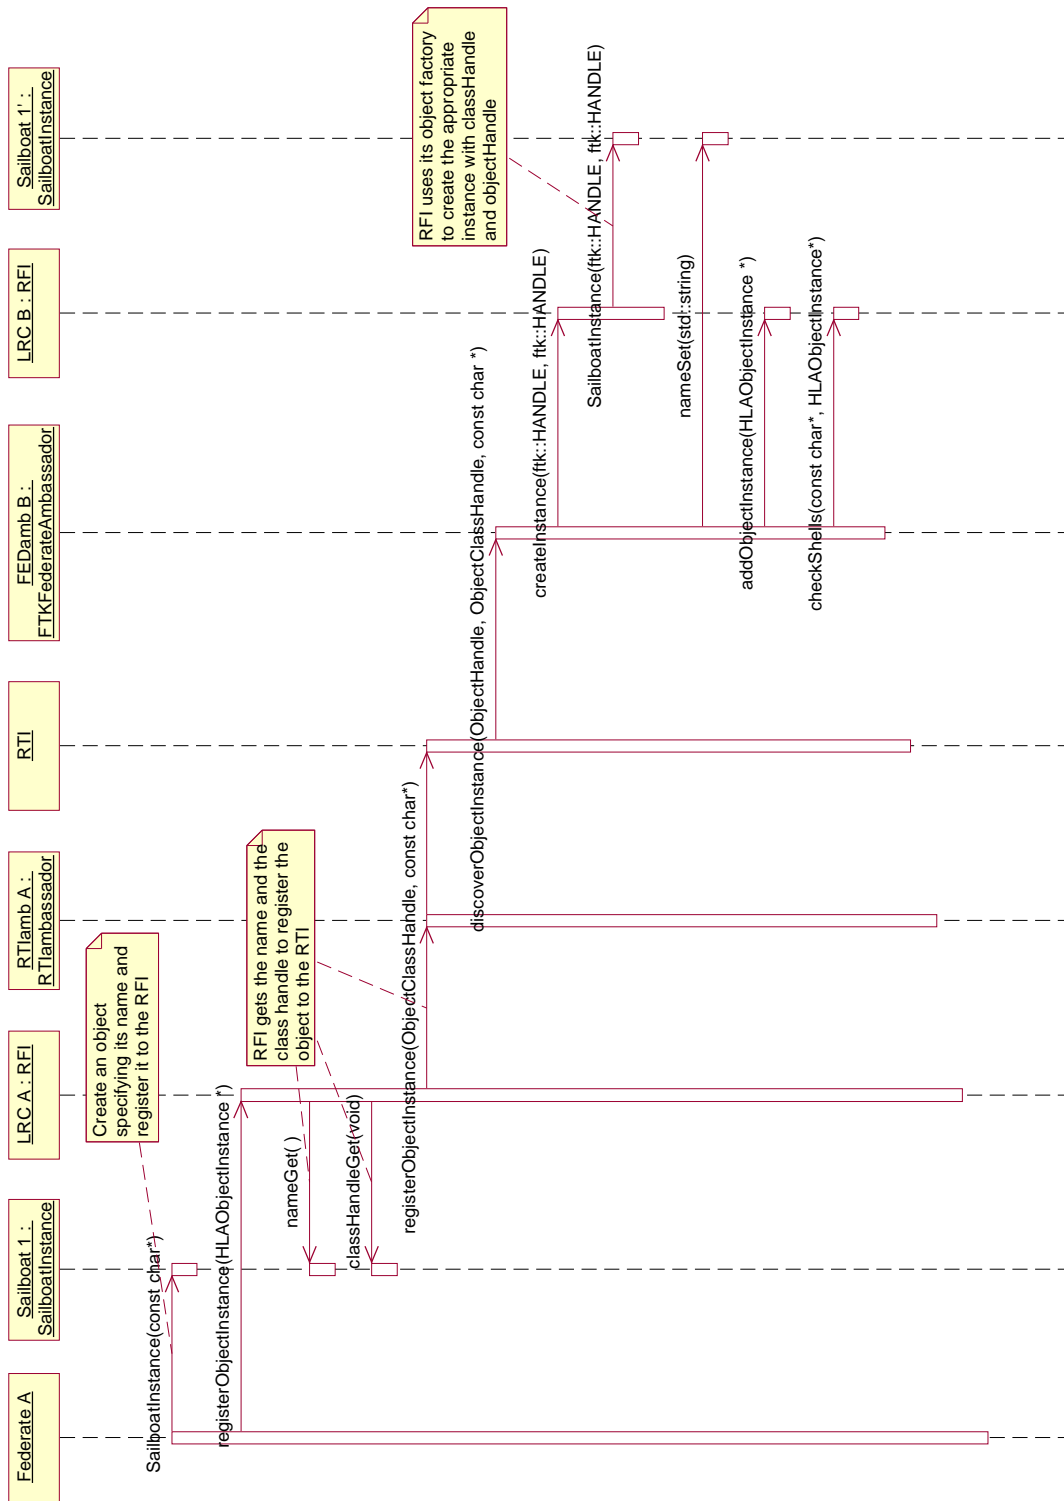 Federate A
Sailboat 1 :
SailboatInstance
LRC A : RFI
RTIamb A :
RTIambassador
RTI
FEDamb B :
FTKFederateAmbassador
LRC B : RFI
Sailboat 1' :
SailboatInstance
Create an object
specifying its name and
register it to the RFI
SailboatInstance(const char*)
registerObjectInstance(HLAObjectInstance *)
RFI gets the name and the
class handle to register the
object to the RTI
nameGet( )
classHandleGet(void)
registerObjectInstance(ObjectClassHandle, const char*)
discoverObjectInstance(ObjectHandle, ObjectClassHandle, const char *)
RFI uses its object factory
to create the appropriate
instance with classHandle
and objectHandle
createInstance(ftk::HANDLE, ftk::HANDLE)
SailboatInstance(ftk::HANDLE, ftk::HANDLE)
nameSet(std::string)
addObjectInstance(HLAObjectInstance *)
checkShells(const char*, HLAObjectInstance*)